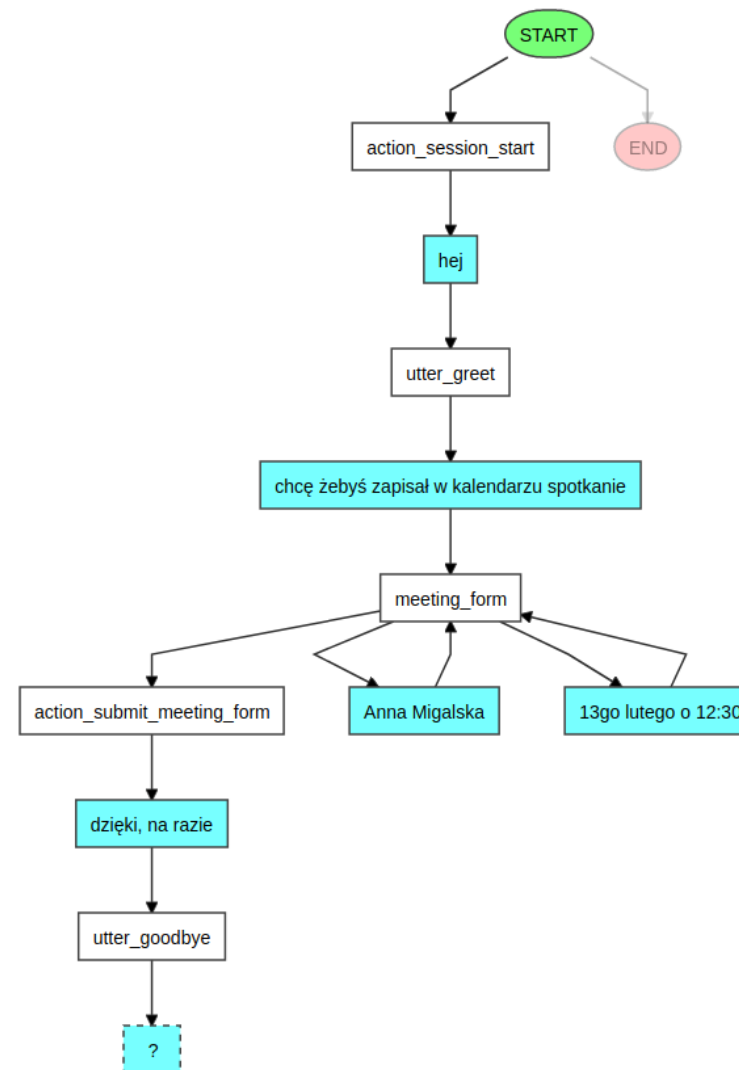 START
action_session_start
END
hej
utter_greet
chcę żebyś zapisał w kalendarzu spotkanie
meeting_form
action_submit_meeting_form
Anna Migalska
13go lutego o 12:30
dzięki, na razie
utter_goodbye
?